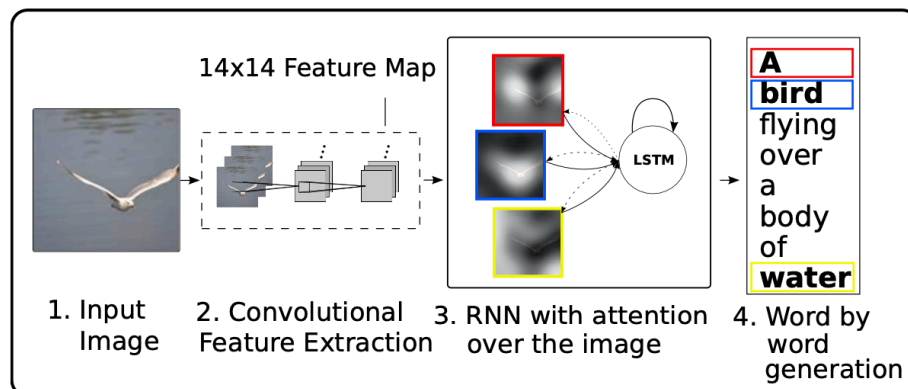 14x14 Feature Map
LSTM
A
bird
flying
over
a
body
of
water
1. Input
Image
2. Convolutional
Feature Extraction
3. RNN with attention
over the image
4. Word by
word
generation